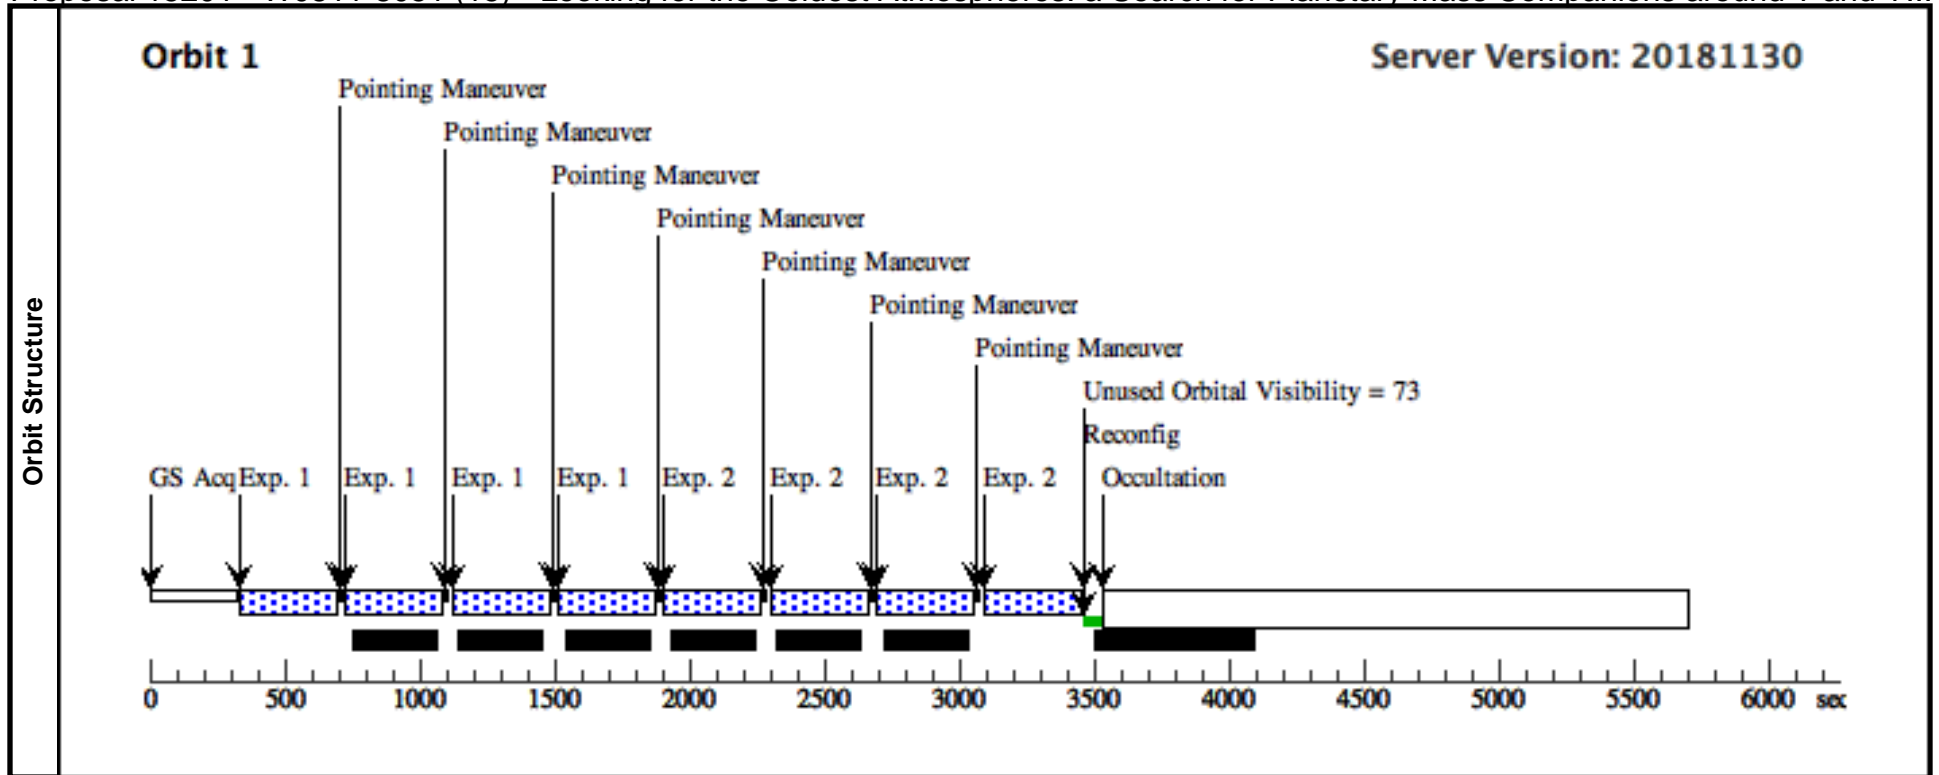 Orbit 1 Server Version: 20181130
Pointing Maneuver
Pointing Maneuver
Pointing Maneuver
Pointing Maneuver
Pointing Maneuver
Pointing Maneuver
Pointing Maneuver
Unused Orbital Visibility = 73
Reconfig
GS Acq Exp. 1 Exp. 1 Exp. 1 Exp. 1 Exp. 2 Exp. 2 Exp. 2 Exp. 2 Occultation
Orbit Structure
0 500 1000 1500 2000 2500 3000 3500 4000 4500 5000 5500 6000 sec